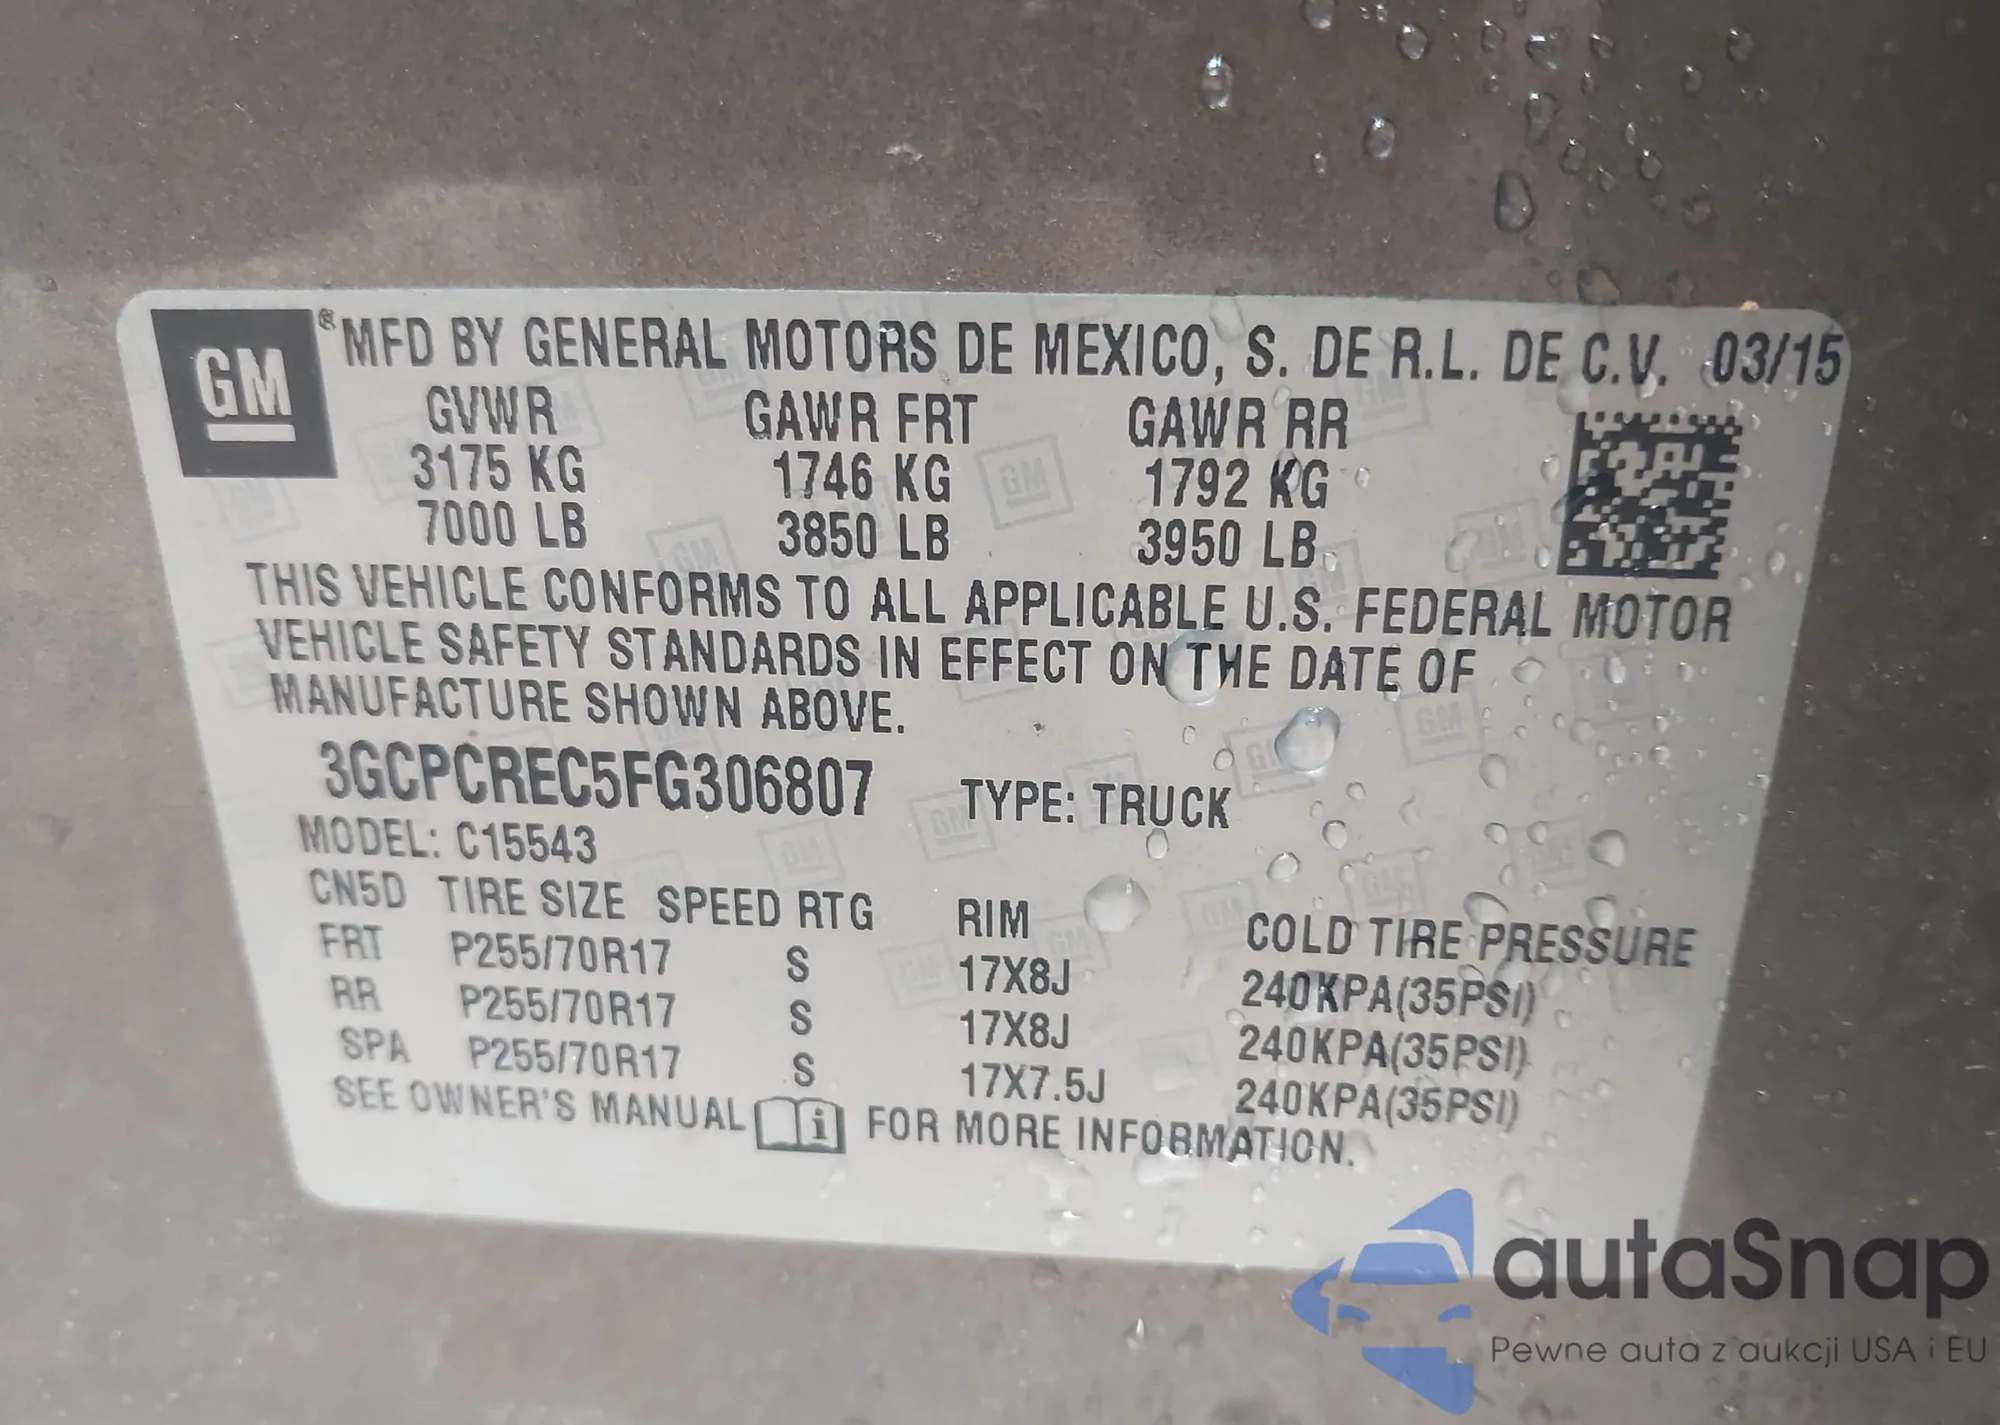 GM
® MFD BY GENERAL MOTORS DE MEXICO, S. DE R.L. DE C.V. 03/15
GVWR GAWR FRT GAWR RR
3175 KG 1746 KG 1792 KG
7000 LB 3850 LB 3950 LB
THIS VEHICLE CONFORMS TO ALL APPLICABLE U.S. FEDERAL MOTOR
VEHICLE SAFETY STANDARDS IN EFFECT ON THE DATE OF
MANUFACTURE SHOWN ABOVE.
3GCPCREC5FG306807 TYPE: TRUCK
MODEL: C15543
CN5D TIRE SIZE SPEED RTG RIM COLD TIRE PRESSURE
FRT P255/70R17 S 17X8J 240KPA(35PSI)
RR P255/70R17 S 17X8J 240KPA(35PSI)
SPA P255/70R17 S 17X7.5J 240KPA(35PSI)
SEE OWNER'S MANUAL i FOR MORE INFORMATION.
autaSnap
Pewne auta z aukcji USA i EU